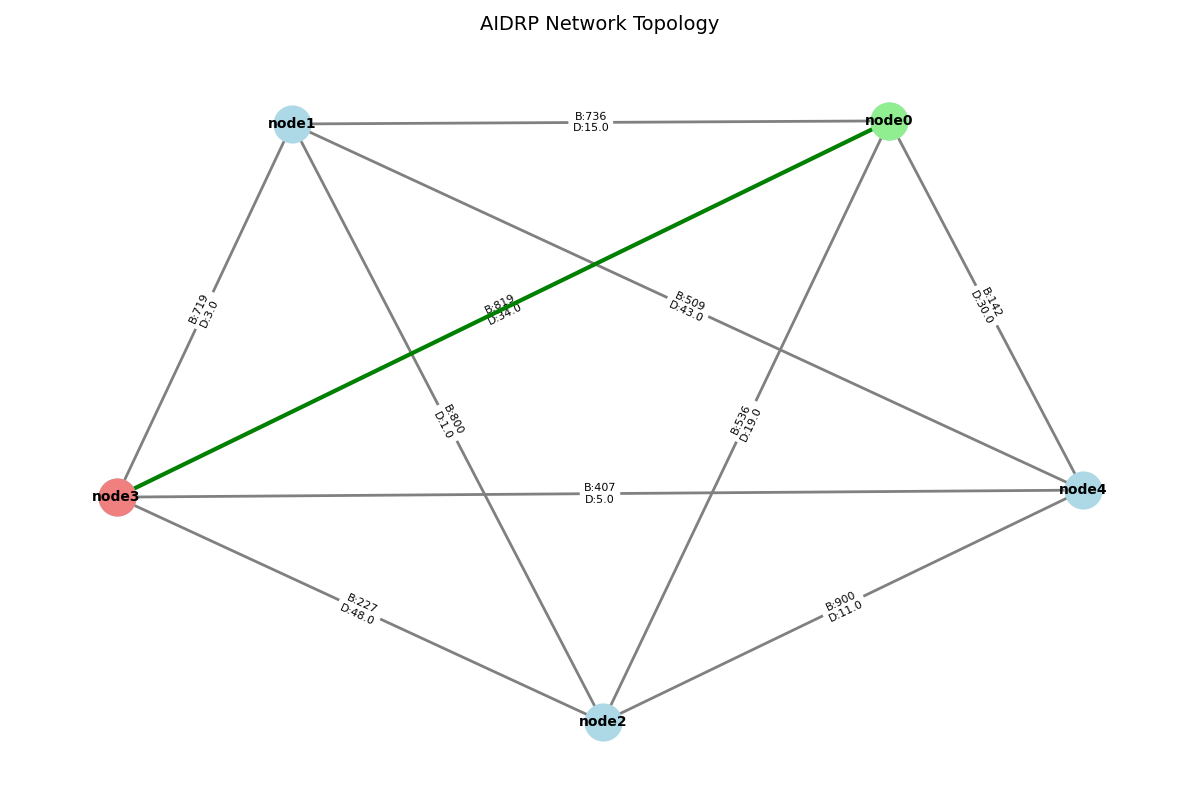 AIDRP Network Topology
node1
node0
B:736
D:15.0
B:719
D:3.0
B:819
D:34.0
B:509
D:43.0
B:142
D:30.0
B:800
D:1.0
B:536
D:19.0
node3
B:407
D:5.0
node4
B:227
D:48.0
B:900
D:11.0
node2